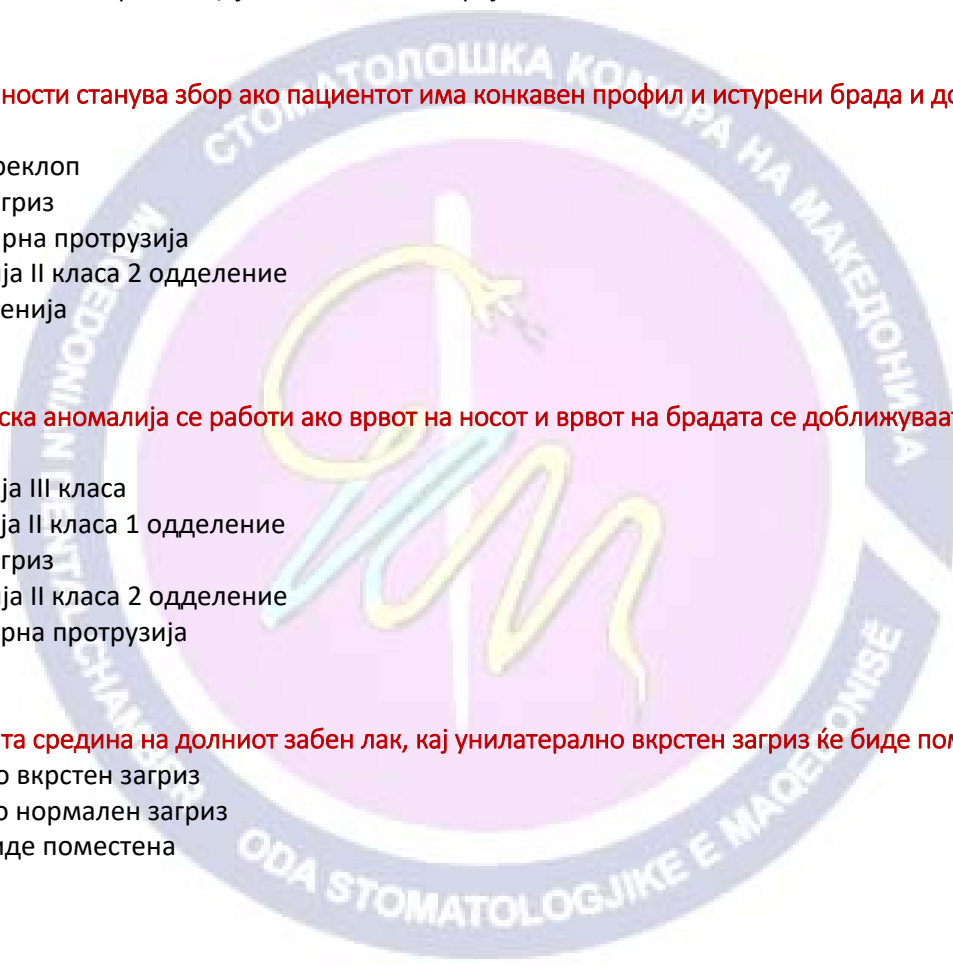 ности станува збор ако пациентот има конкавен профил и истурени брада и до
реклоп
гриз
рна протрузија
ја II класа 2 одделение
енија
ска аномалија се работи ако врвот на носот и врвот на брадата се доближуваат
ја III класа
ја II класа 1 одделение
гриз
ја II класа 2 одделение
рна протрузија
та средина на долниот забен лак, кај унилатерално вкрстен загриз ќе биде пом
о вкрстен загриз
о нормален загриз
иде поместена
СТОМАТОЛОШКА КОМОРА НА МАКЕДОНИЈА
MACEDONIAN DENTAL CHAMBER
ODA STOMATOLOGJIKE E MAQEDONISË